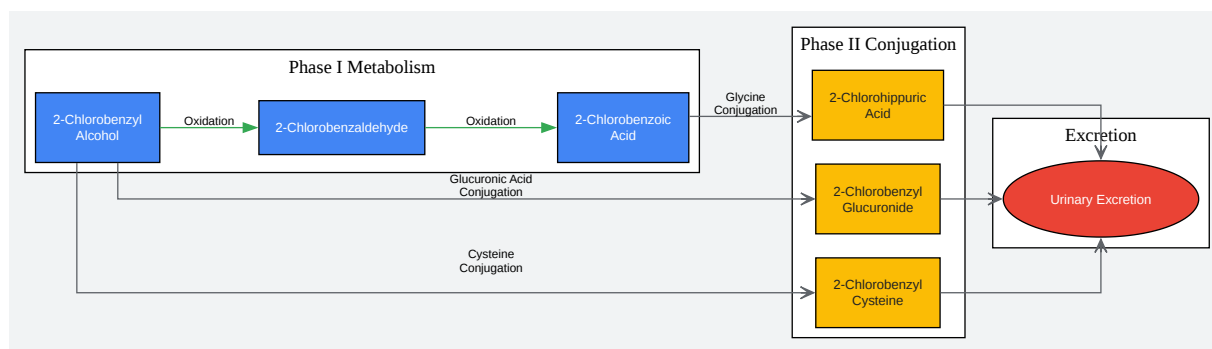 Phase I Metabolism
2-Chlorobenzyl
Alcohol
Oxidation
2-Chlorobenzaldehyde
Oxidation
2-Chlorobenzoic
Acid
Glycine
Conjugation
Glucuronic Acid
Conjugation
Cysteine
Conjugation
Phase II Conjugation
2-Chlorohippuric
Acid
2-Chlorobenzyl
Glucuronide
2-Chlorobenzyl
Cysteine
Excretion
Urinary Excretion